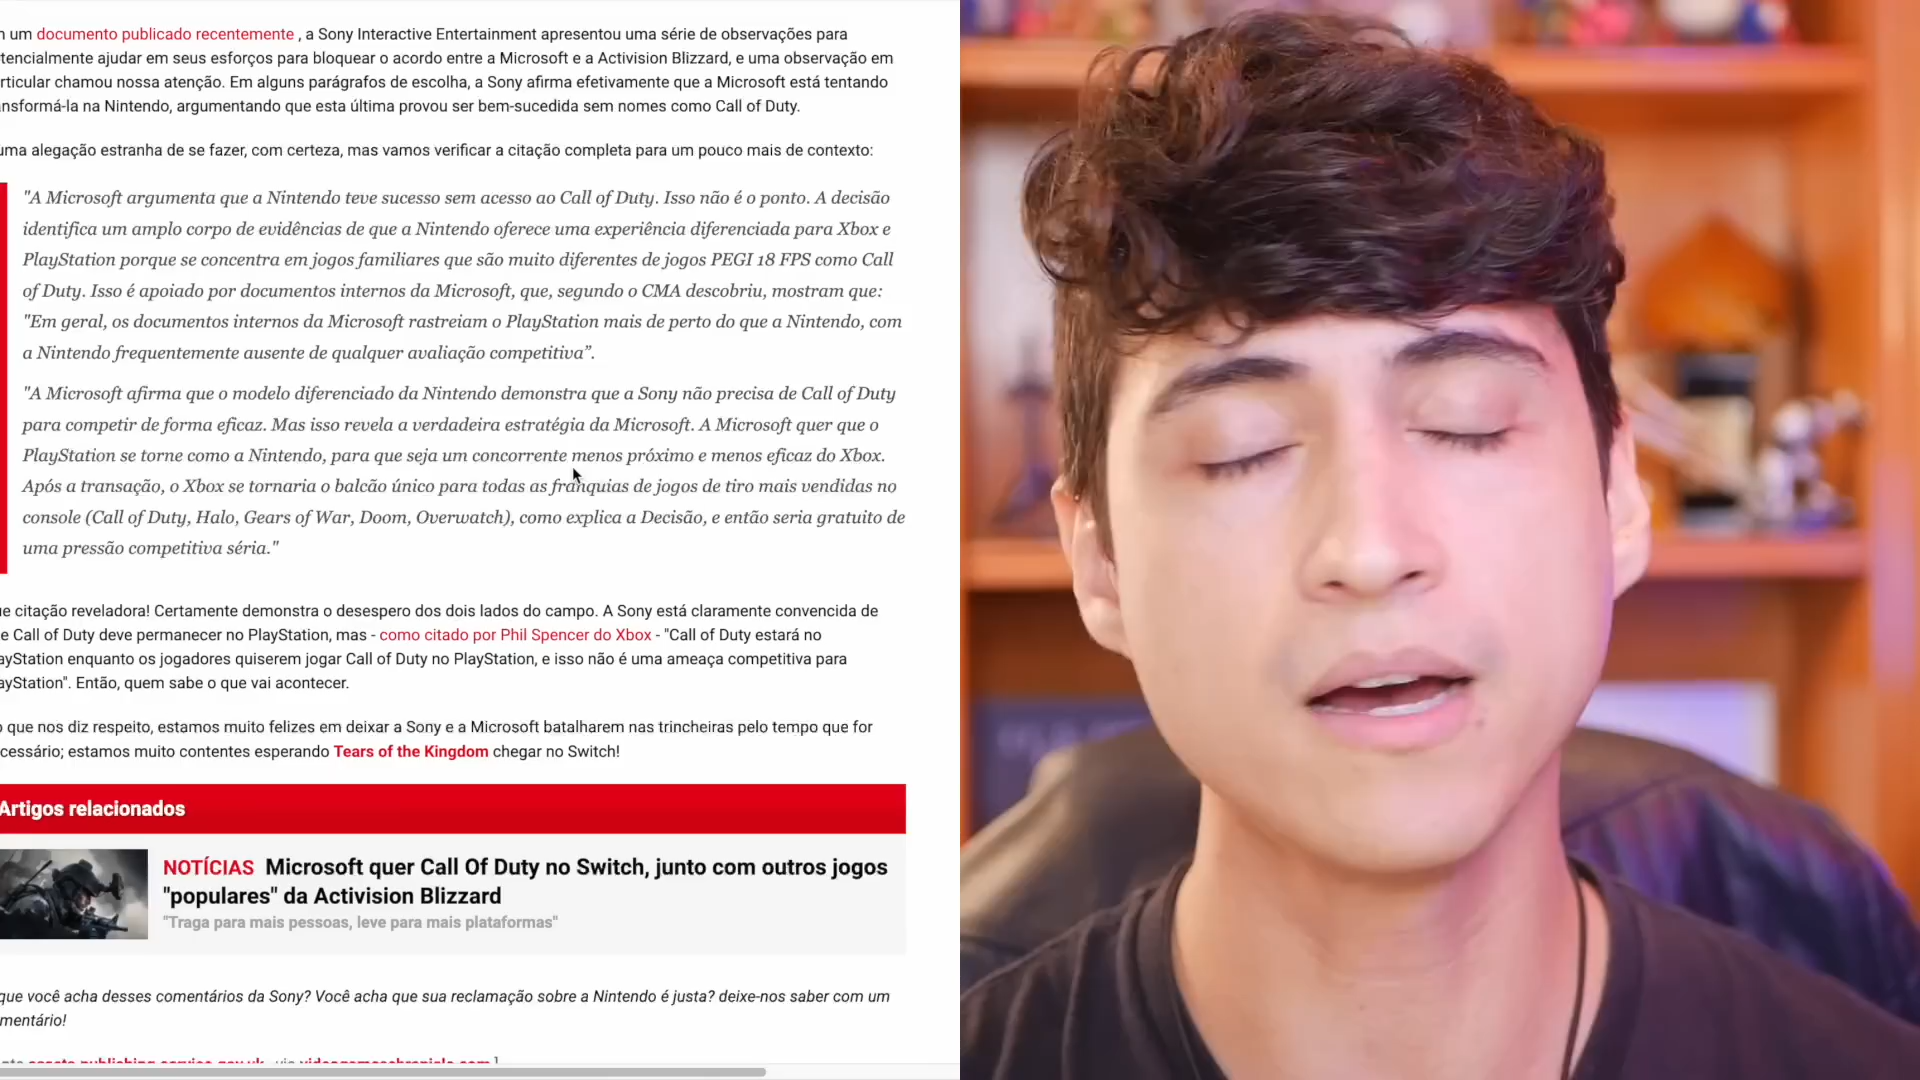 um documento publicado recentemente , a Sony Interactive Entertainment apresentou uma série de observações para
tencialmente ajudar em seus esforços para bloquear o acordo entre a Microsoft e a Activision Blizzard, e uma observação em
rticular chamou nossa atenção. Em alguns parágrafos de escolha, a Sony afirma efetivamente que a Microsoft está tentando
nsformá-la na Nintendo, argumentando que esta última provou ser bem-sucedida sem nomes como Call of Duty.
uma alegação estranha de se fazer, com certeza, mas vamos verificar a citação completa para um pouco mais de contexto:
"A Microsoft argumenta que a Nintendo teve sucesso sem acesso ao Call of Duty. Isso não é o ponto. A decisão
identifica um amplo corpo de evidências de que a Nintendo oferece uma experiência diferenciada para Xbox e
PlayStation porque se concentra em jogos familiares que são muito diferentes de jogos PEGI 18 FPS como Call
of Duty. Isso é apoiado por documentos internos da Microsoft, que, segundo o CMA descobriu, mostram que:
"Em geral, os documentos internos da Microsoft rastreiam o PlayStation mais de perto do que a Nintendo, com
a Nintendo frequentemente ausente de qualquer avaliação competitiva”.
"A Microsoft afirma que o modelo diferenciado da Nintendo demonstra que a Sony não precisa de Call of Duty
para competir de forma eficaz. Mas isso revela a verdadeira estratégia da Microsoft. A Microsoft quer que o
PlayStation se torne como a Nintendo, para que seja um concorrente menos próximo e menos eficaz do Xbox.
Após a transação, o Xbox se tornaria o balcão único para todas as franquias de jogos de tiro mais vendidas no
console (Call of Duty, Halo, Gears of War, Doom, Overwatch), como explica a Decisão, e então seria gratuito de
uma pressão competitiva séria."
e citação reveladora! Certamente demonstra o desespero dos dois lados do campo. A Sony está claramente convencida de
e Call of Duty deve permanecer no PlayStation, mas - como citado por Phil Spencer do Xbox - "Call of Duty estará no
ayStation enquanto os jogadores quiserem jogar Call of Duty no PlayStation, e isso não é uma ameaça competitiva para
ayStation". Então, quem sabe o que vai acontecer.
o que nos diz respeito, estamos muito felizes em deixar a Sony e a Microsoft batalharem nas trincheiras pelo tempo que for
cessário; estamos muito contentes esperando Tears of the Kingdom chegar no Switch!
Artigos relacionados
NOTÍCIAS Microsoft quer Call Of Duty no Switch, junto com outros jogos
"populares" da Activision Blizzard
"Traga para mais pessoas, leve para mais plataformas"
que você acha desses comentários da Sony? Você acha que sua reclamação sobre a Nintendo é justa? deixe-nos saber com um
mentário!